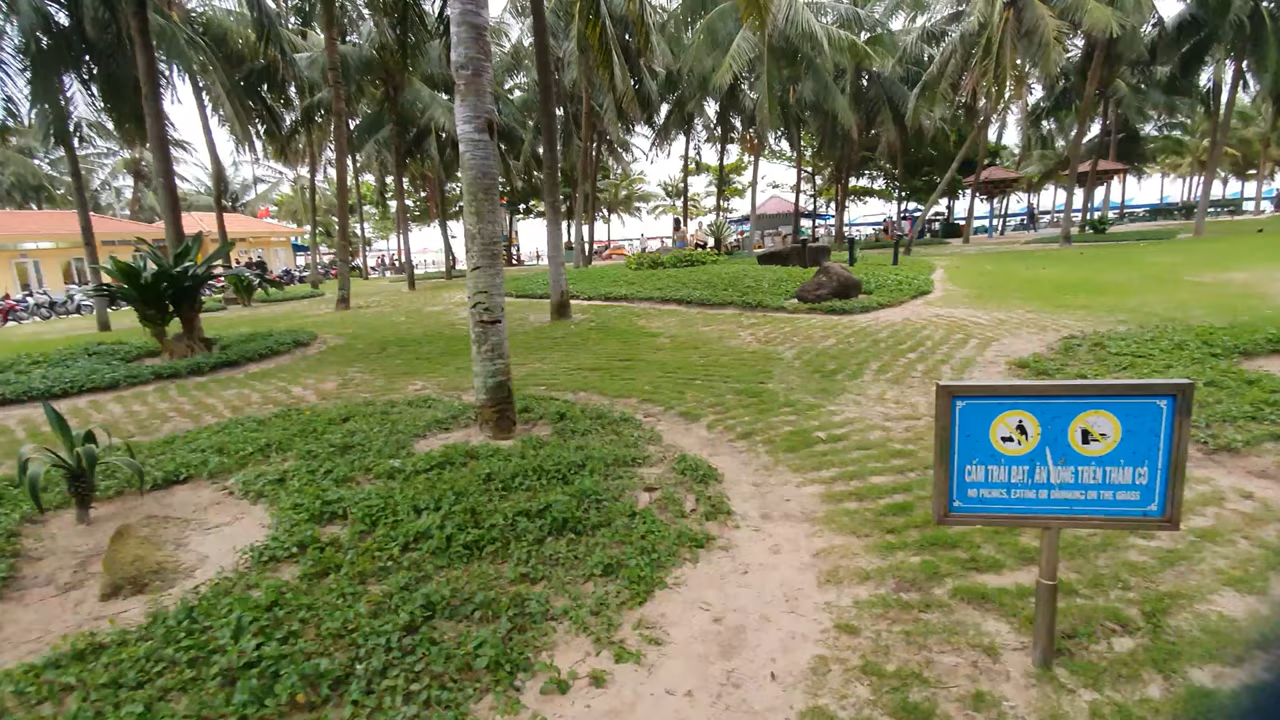 CẤM TRẢI BẠT, ĂN UỐNG TRÊN THẢM CỎ
NO PICNICS, EATING OR DRINKING ON THE GRASS